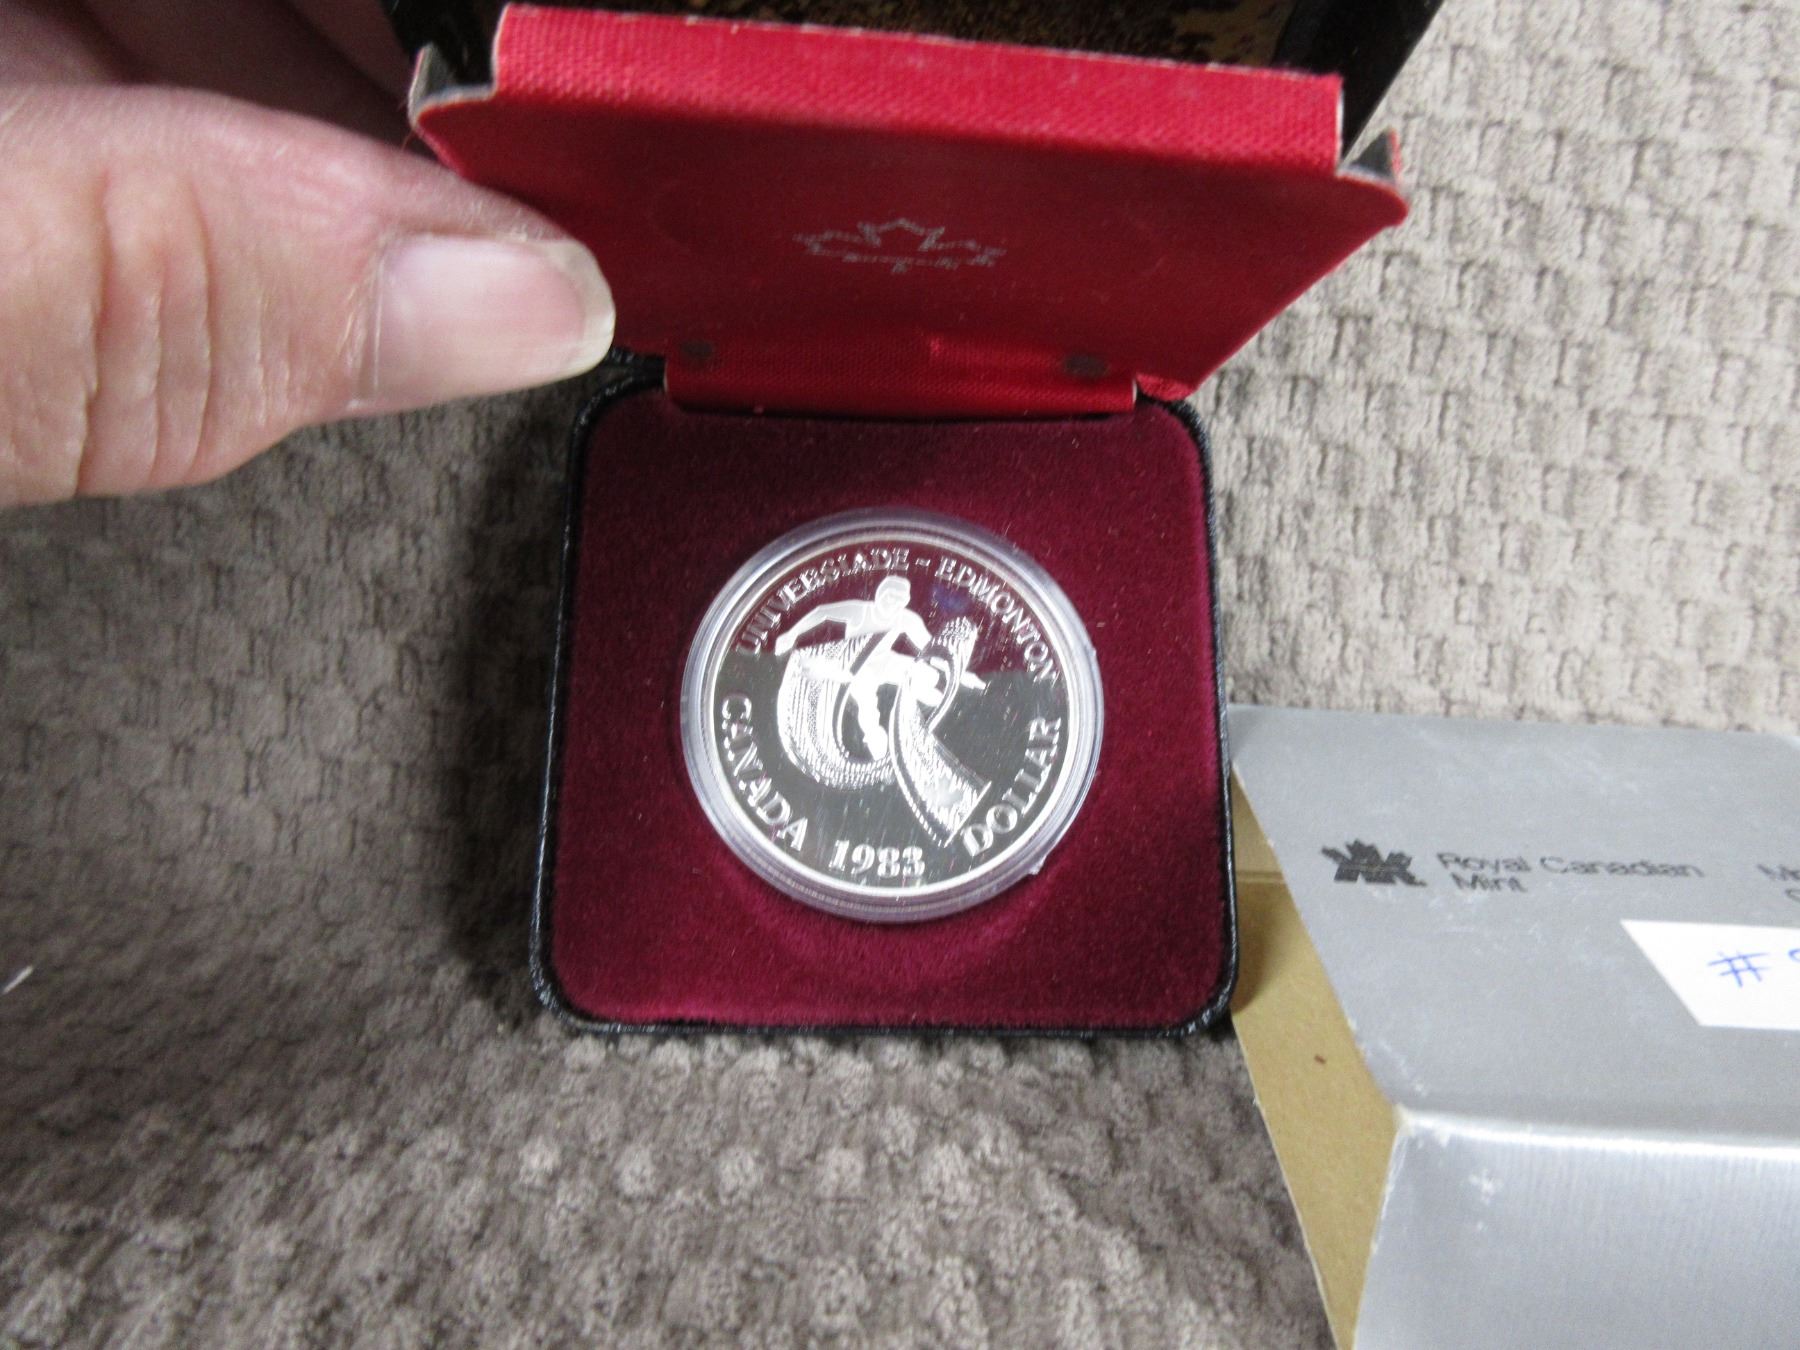 UNIVERSIADE - EDMONTON
CANADA 1983 DOLLAR
Royal Canadian
Mint
#